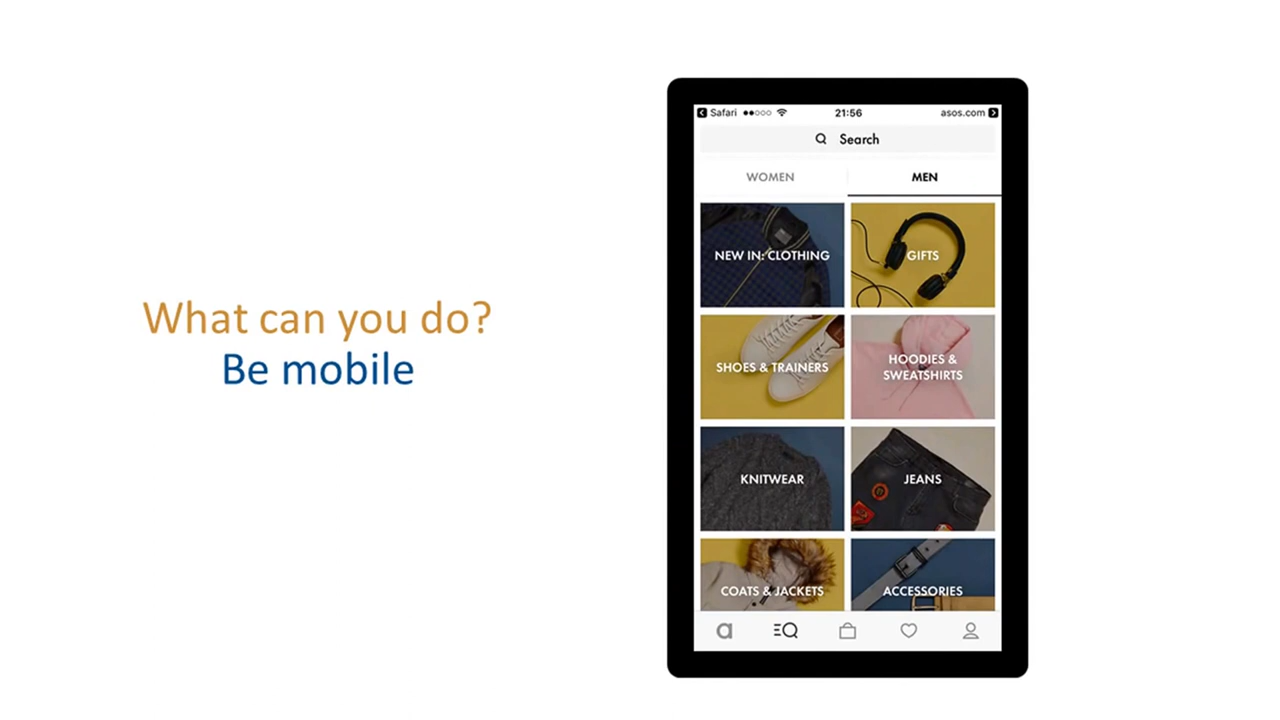 What can you do?
Be mobile
Safari 21:56 asos.com
Search
WOMEN MEN
NEW IN: CLOTHING GIFTS
SHOES & TRAINERS
HOODIES &
SWEATSHIRTS
KNITWEAR JEANS
COATS & JACKETS ACCESSORIES
a